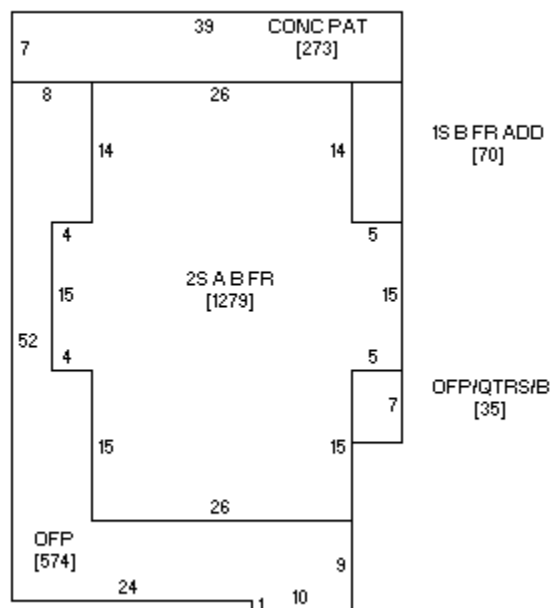 39 CONC PAT
7 [273]
8 26
14 14 1S B FR ADD
[70]
4 5
2S A B FR
15 [1279] 15
52
4 5
7 OFP/QTRS/B
[35]
15 15
26
OFP
[574]
9
24
1 10